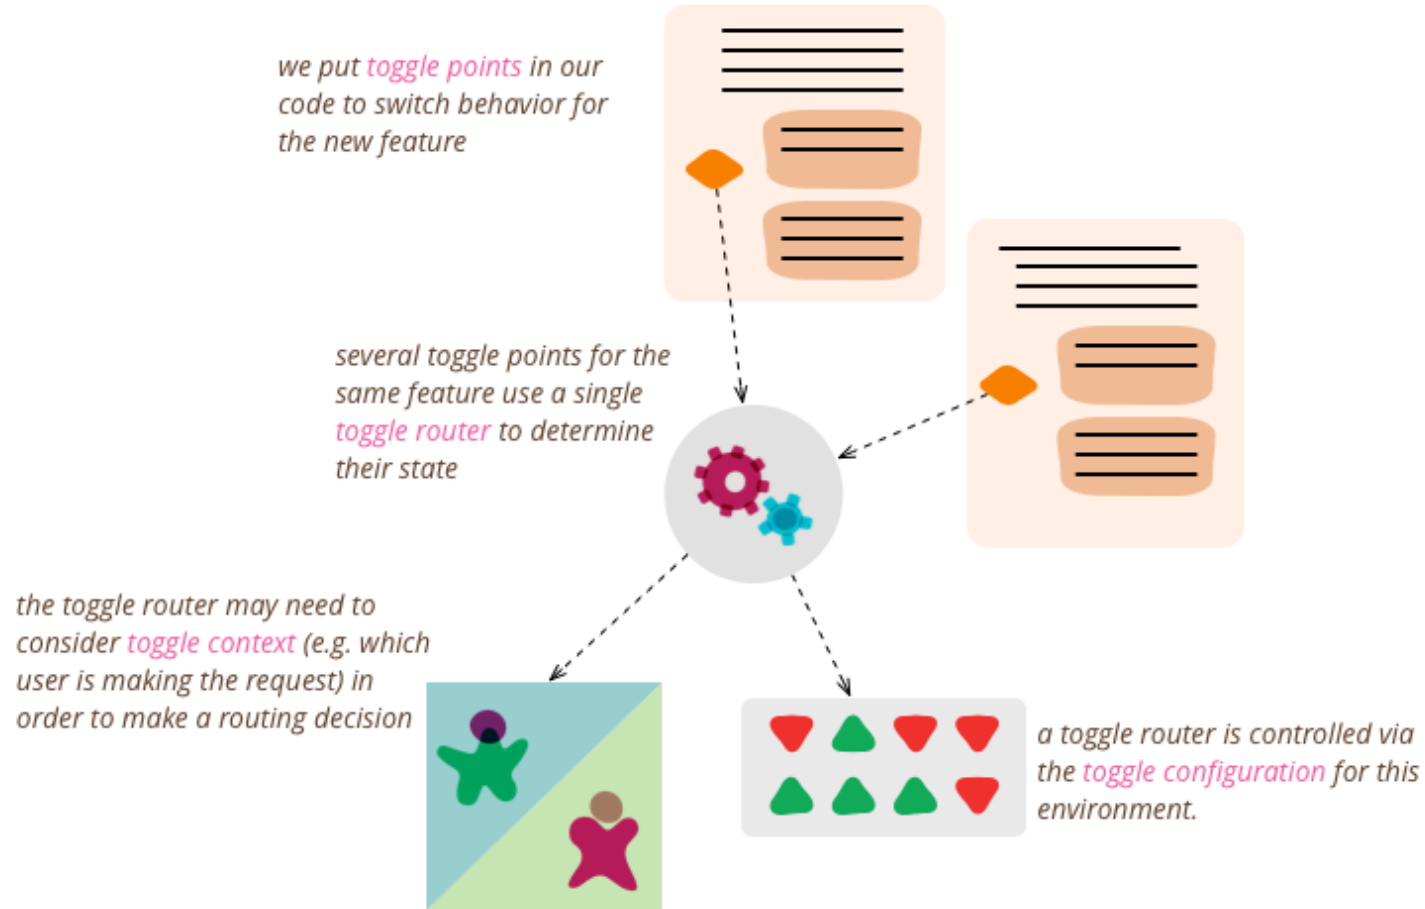 we put toggle points in our
code to switch behavior for
the new feature
several toggle points for the
same feature use a single
toggle router to determine
their state
the toggle router may need to
consider toggle context (e.g. which
user is making the request) in
order to make a routing decision
a toggle router is controlled via
the toggle configuration for this
environment.